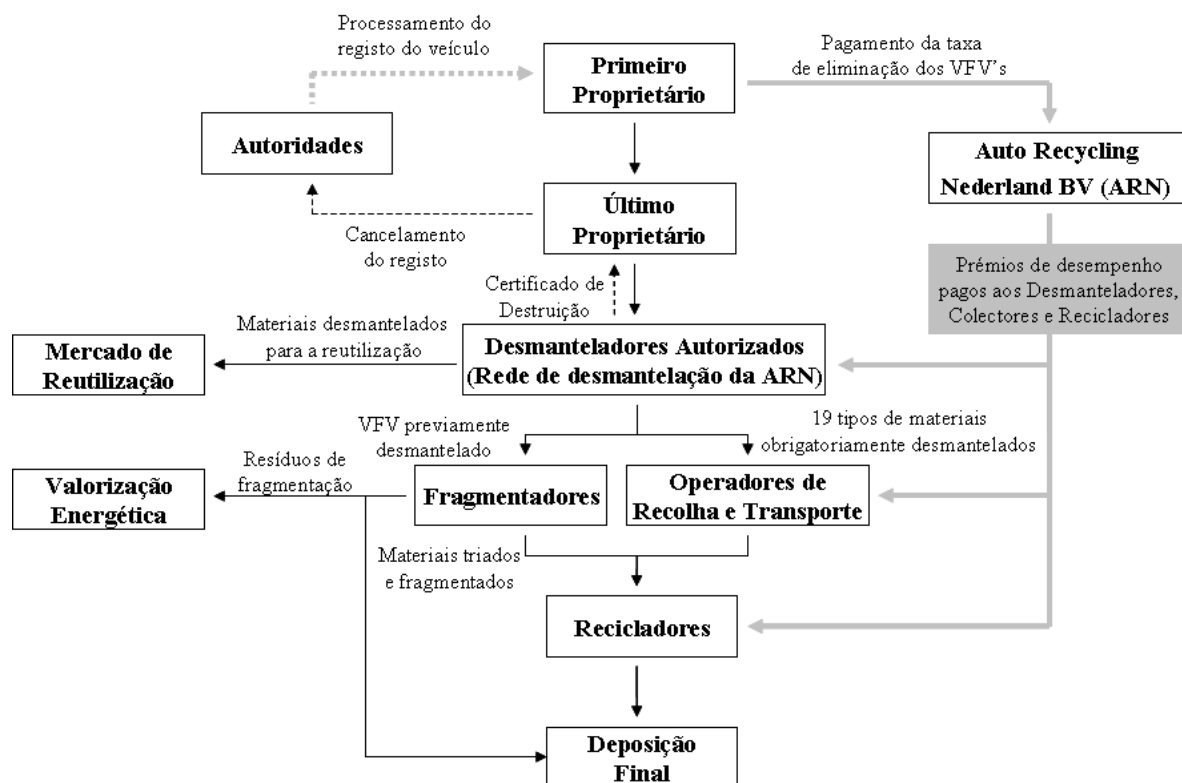 Processamento do
registo do veículo
Primeiro
Proprietário
Pagamento da taxa
de eliminação dos VFV's
Autoridades
Auto Recycling
Nederland BV (ARN)
Último
Proprietário
Cancelamento
do registo
Certificado de
Destruição
Prémios de desempenho
pagos aos Desmanteladores,
Colectores e Recicladores
Mercado de
Reutilização
Materiais desmantelados
para a reutilização
Desmanteladores Autorizados
(Rede de desmantelação da ARN)
VFV previamente
desmantelado
19 tipos de materiais
obrigatoriamente desmantelados
Valorização
Energética
Resíduos de
fragmentação
Fragmentadores
Operadores de
Recolha e Transporte
Materiais triados
e fragmentados
Recicladores
Deposição
Final